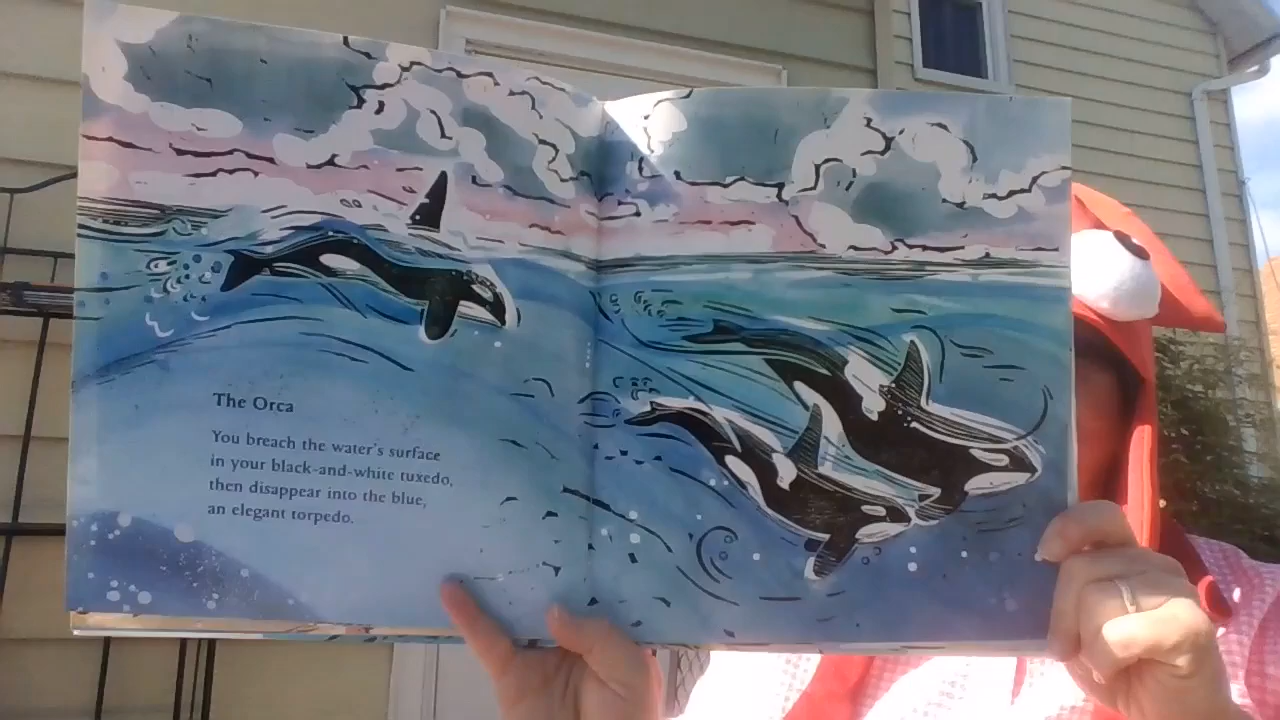 The Orca
You breach the water's surface
in your black-and-white tuxedo,
then disappear into the blue,
an elegant torpedo.